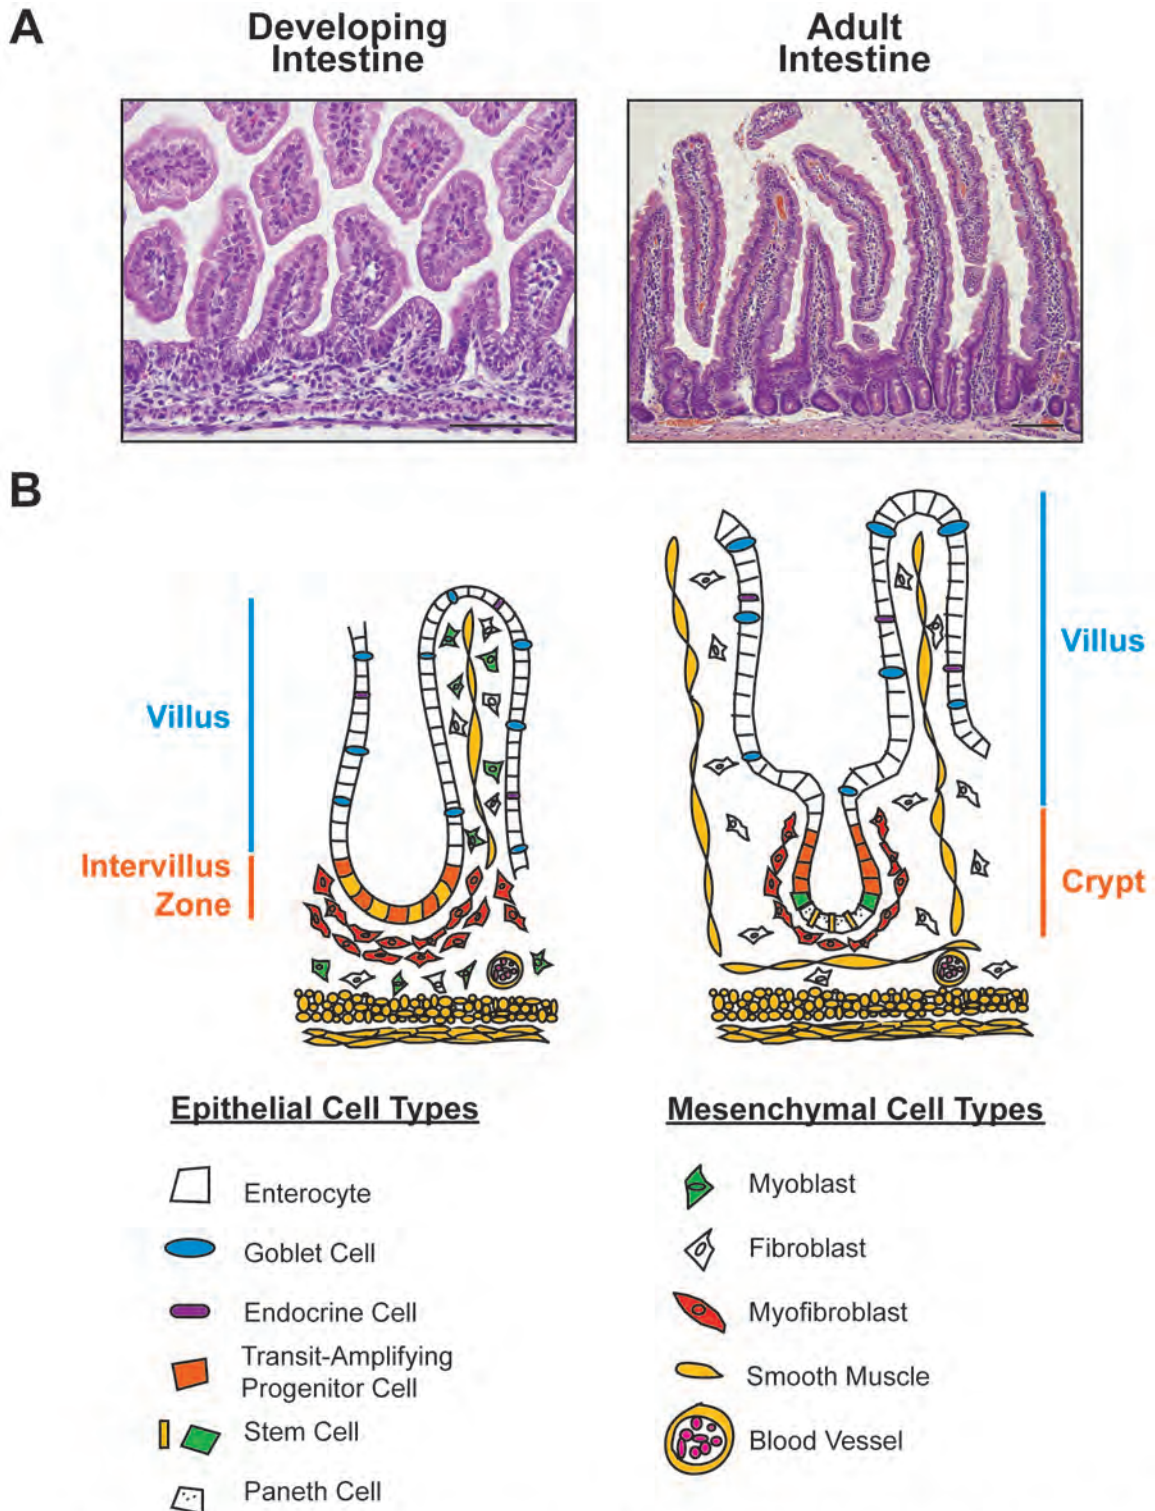 A
Developing
Intestine
Adult
Intestine
B
Villus
Intervillus
Zone
Villus
Crypt
Epithelial Cell Types
Enterocyte
Goblet Cell
Endocrine Cell
Transit-Amplifying
Progenitor Cell
Stem Cell
Paneth Cell
Mesenchymal Cell Types
Myoblast
Fibroblast
Myofibroblast
Smooth Muscle
Blood Vessel